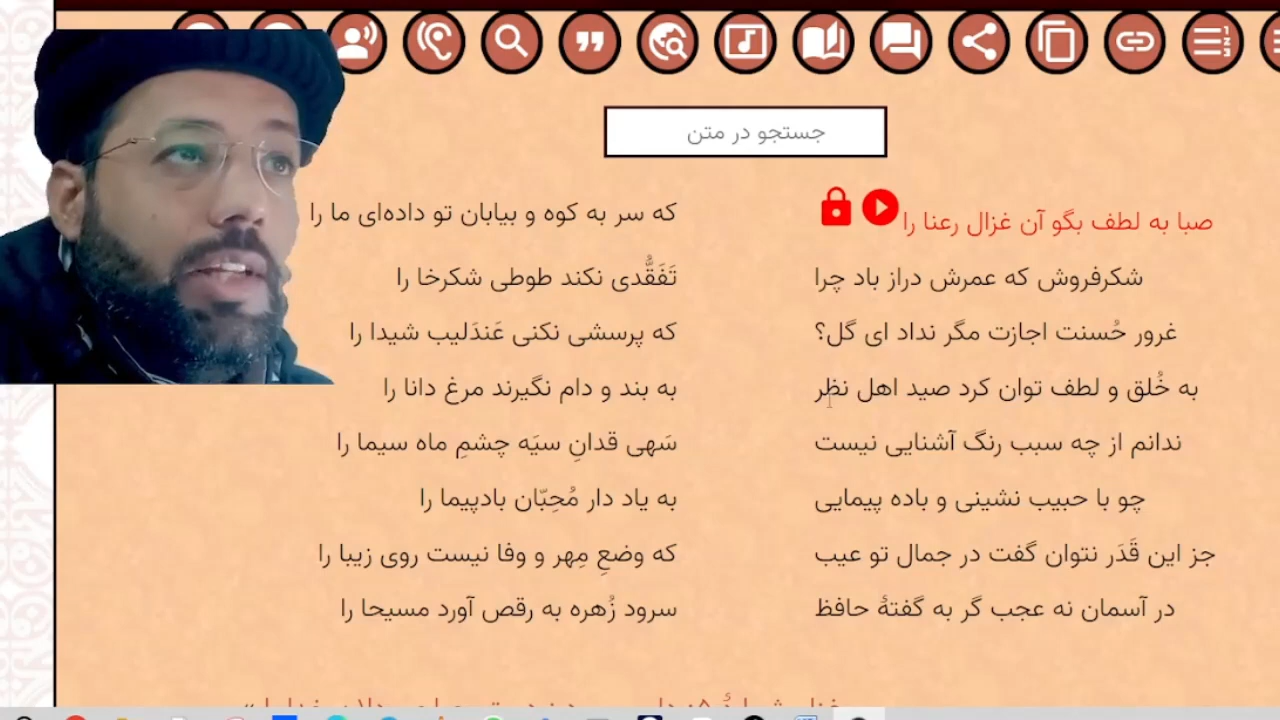 جستجو در متن
صبا به لطف بگو آن غزال رعنا را که سر به کوه و بیابان تو داده‌ای ما را
شکرفروش که عمرش دراز باد چرا تَفَقُّدی نکند طوطی شکرخا را
غرور حُسنت اجازت مگر نداد ای گل؟ که پرسشی نکنی عَندَلیب شیدا را
به خُلق و لطف توان کرد صید اهل نظر به بند و دام نگیرند مرغ دانا را
ندانم از چه سبب رنگ آشنایی نیست سَهی قدانِ سیَه چشمِ ماه سیما را
چو با حبیب نشینی و باده پیمایی به یاد دار مُحِبّان بادپیما را
جز این قَدَر نتوان گفت در جمال تو عیب که وضعِ مِهر و وفا نیست روی زیبا را
در آسمان نه عجب گر به گفتهٔ حافظ سرود زُهره به رقص آورد مسیحا را